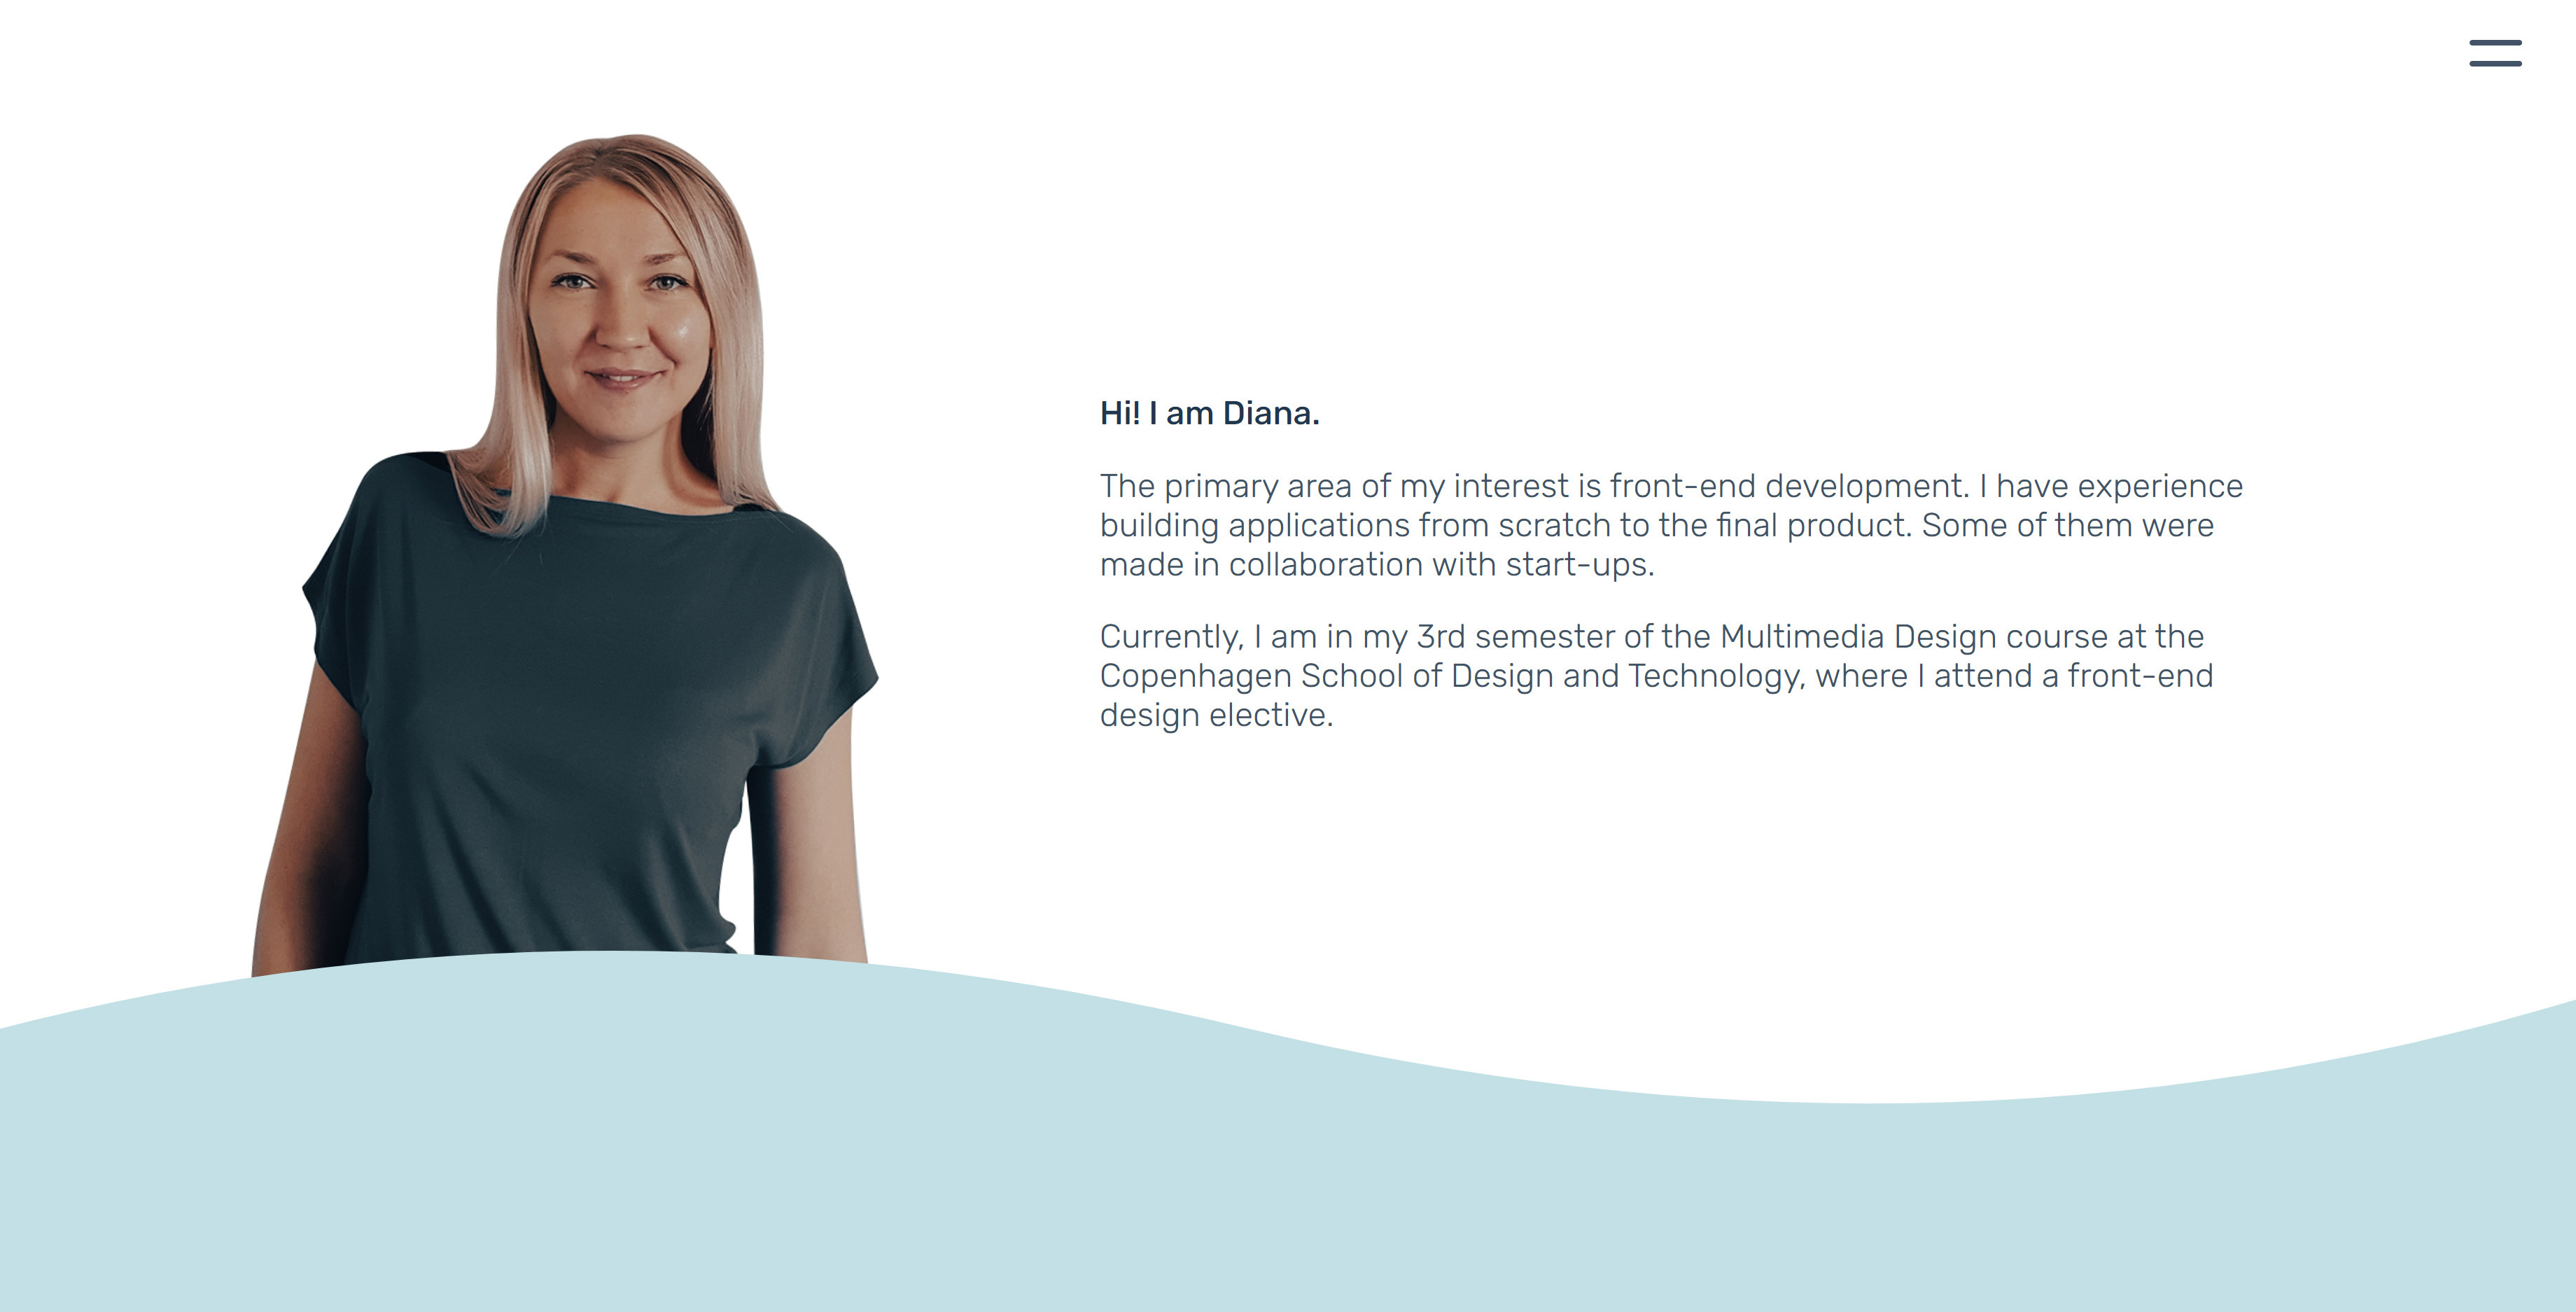 Hi! I am Diana.
The primary area of my interest is front-end development. I have experience
building applications from scratch to the final product. Some of them were
made in collaboration with start-ups.
Currently, I am in my 3rd semester of the Multimedia Design course at the
Copenhagen School of Design and Technology, where I attend a front-end
design elective.